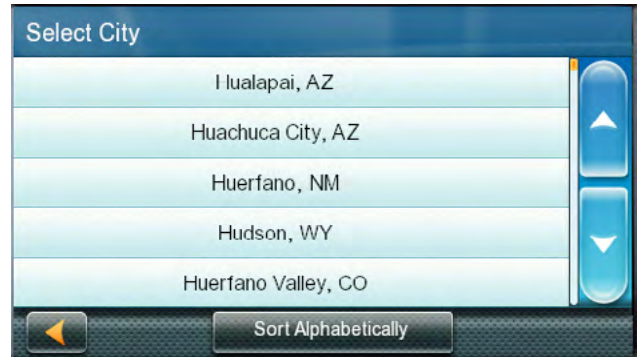 Select City
Hualapai, AZ
Huachuca City, AZ
Huerfano, NM
Hudson, WY
Huerfano Valley, CO
Sort Alphabetically